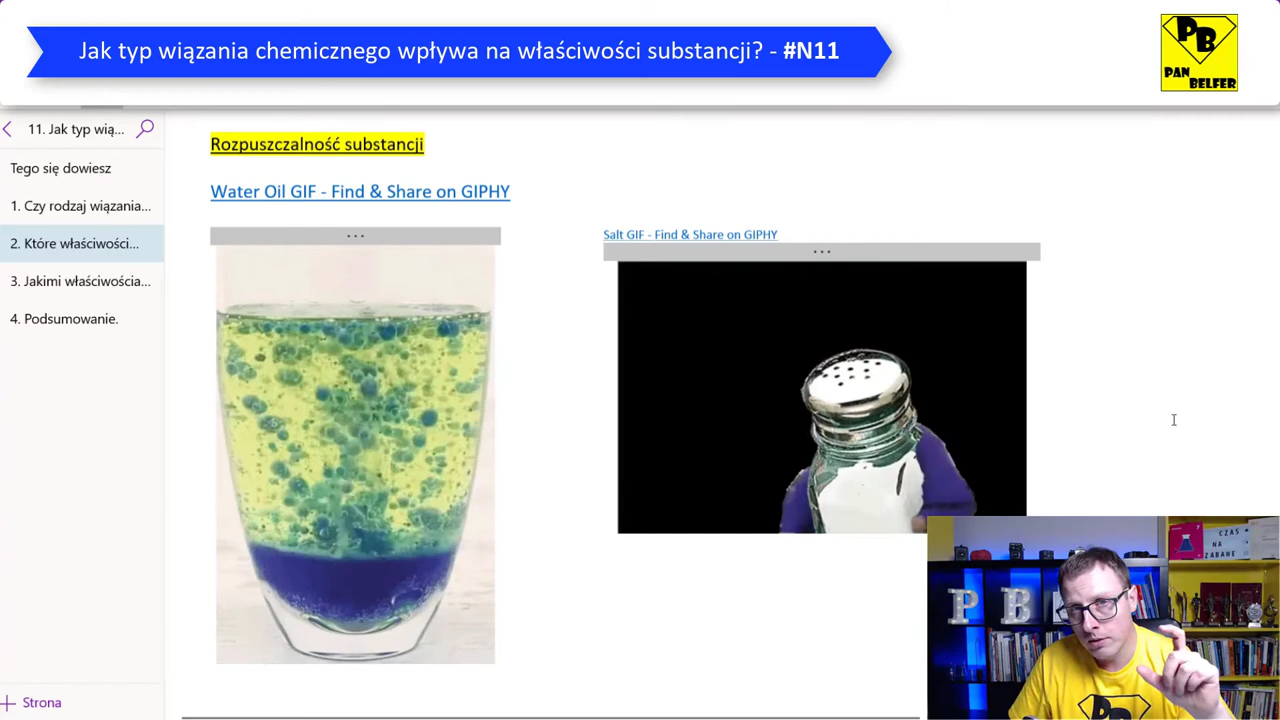 Jak typ wiązania chemicznego wpływa na właściwości substancji? - #N11
PB
PAN
BELFER
11. Jak typ wią...
Tego się dowiesz
1. Czy rodzaj wiązania...
2. Które właściwości...
3. Jakimi właściwościa...
4. Podsumowanie.
Strona
Rozpuszczalność substancji
Water Oil GIF - Find & Share on GIPHY
Salt GIF - Find & Share on GIPHY
CZAS
NA
ZABAWE
P B